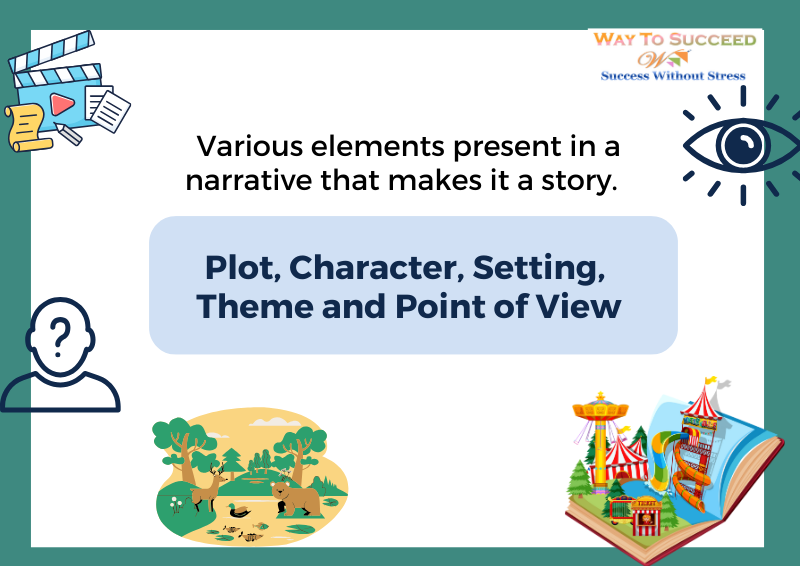 WAY TO SUCCEED
Success Without Stress
Various elements present in a
narrative that makes it a story.
Plot, Character, Setting,
Theme and Point of View